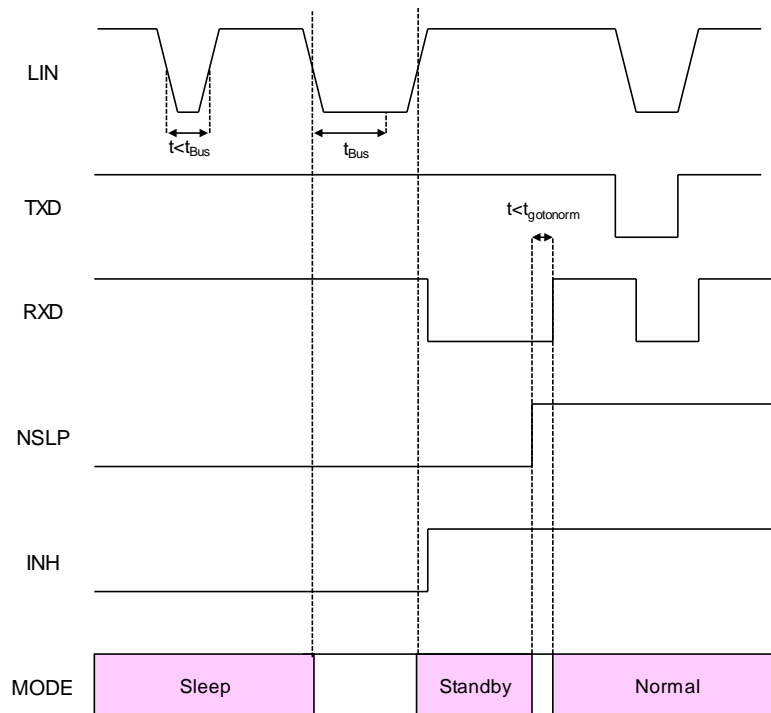 LIN
t<tBus
tBus
TXD
t<tgotonorm
RXD
NSLP
INH
MODE
Sleep
Standby
Normal